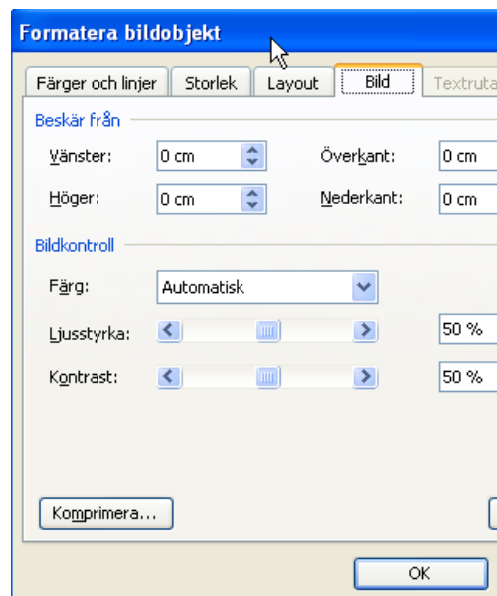 Formatera bildobjekt
Färger och linjer Storlek Layout Bild Textruta
Beskär från
Vänster: 0 cm Överkant: 0 cm
Höger: 0 cm Nederkant: 0 cm
Bildkontroll
Färg: Automatisk
Ljusstyrka: 50 %
Kontrast: 50 %
Komprimera...
OK